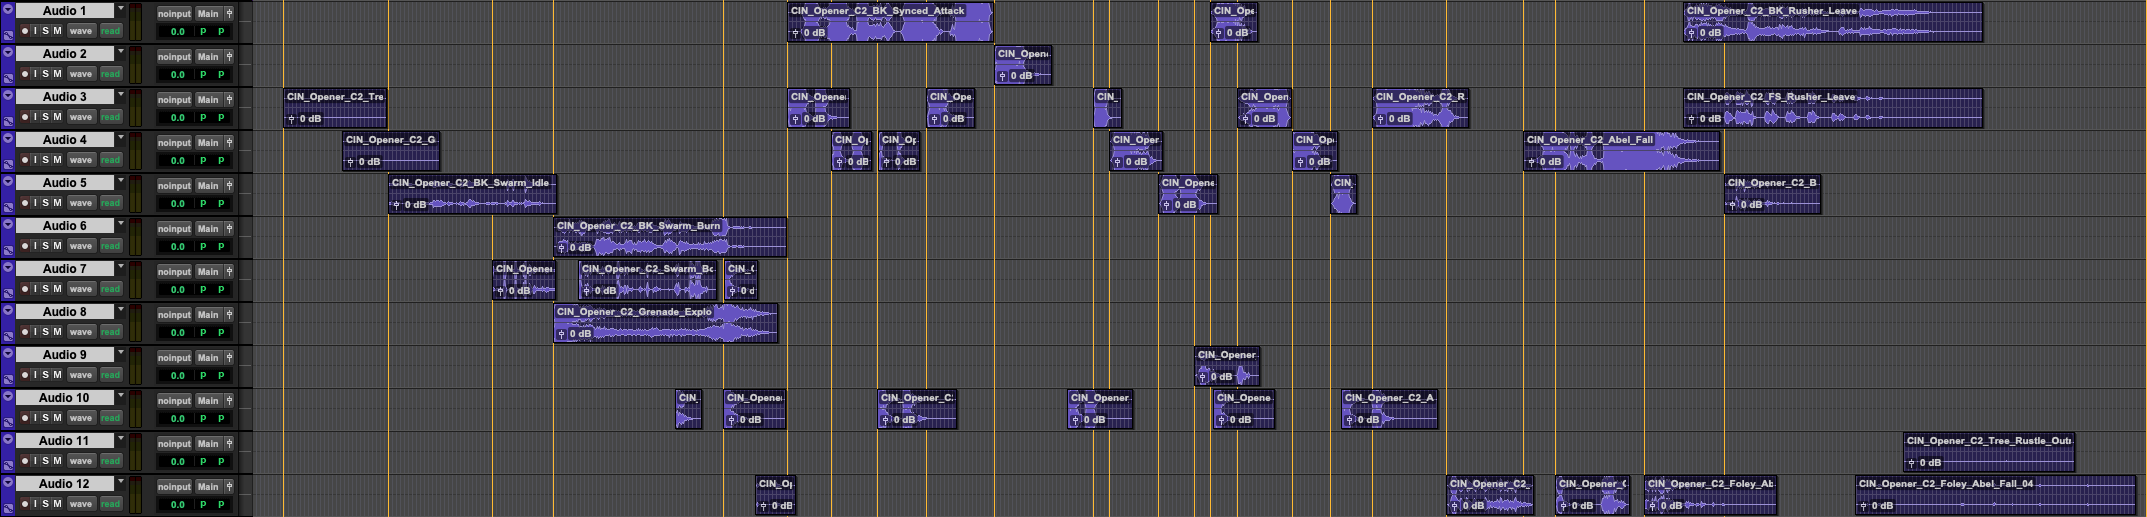 Audio 1 noinput Main CIN_Opener_C2_BK_Synced_Attack CIN_Ope CIN_Opener_C2_BK_Rusher_Leave
I S M wave read 0.0 P P 0 dB 0 dB 0 dB
Audio 2 noinput Main CIN_Opene
I S M wave read 0.0 P P 0 dB
Audio 3 noinput Main CIN_Opener_C2_Tre CIN_Opene CIN_Ope CIN_ CIN_Open CIN_Opener_C2_R CIN_Opener_C2_FS_Rusher_Leave
I S M wave read 0.0 P P 0 dB 0 dB 0 dB 0 dB 0 dB 0 dB
Audio 4 noinput Main CIN_Opener_C2_G CIN_Op CIN_Op CIN_Oper CIN_Ope CIN_Opener_C2_Abel_Fall
I S M wave read 0.0 P P 0 dB 0 dB 0 dB 0 dB 0 dB 0 dB
Audio 5 noinput Main CIN_Opener_C2_BK_Swarm_Idle CIN_Opene CIN_ CIN_Opener_C2_B
I S M wave read 0.0 P P 0 dB 0 dB 0 dB
Audio 6 noinput Main CIN_Opener_C2_BK_Swarm_Burn
I S M wave read 0.0 P P 0 dB
Audio 7 noinput Main CIN_Opener CIN_Opener_C2_Swarm_Bo CIN_C
I S M wave read 0.0 P P 0 dB 0 dB 0 d
Audio 8 noinput Main CIN_Opener_C2_Grenade_Explo
I S M wave read 0.0 P P 0 dB
Audio 9 noinput Main CIN_Opener
I S M wave read 0.0 P P 0 dB
Audio 10 noinput Main CIN_ CIN_Opene CIN_Opener_C2 CIN_Opener CIN_Opene CIN_Opener_C2_A
I S M wave read 0.0 P P 0 dB 0 dB 0 dB 0 dB 0 dB
Audio 11 noinput Main CIN_Opener_C2_Tree_Rustle_Outr
I S M wave read 0.0 P P 0 dB
Audio 12 noinput Main CIN_Op CIN_Opener_C2_ CIN_Opener_C CIN_Opener_C2_Foley_Ab CIN_Opener_C2_Foley_Abel_Fall_04
I S M wave read 0.0 P P 0 dB 0 dB 0 dB 0 dB 0 dB